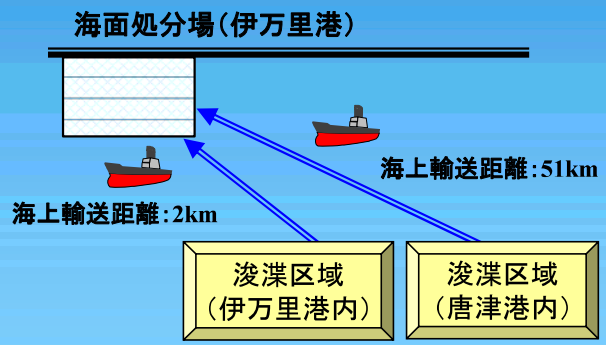 海面処分場(伊万里港)
海上輸送距離:51km
海上輸送距離:2km
浚渫区域
(伊万里港内)
浚渫区域
(唐津港内)